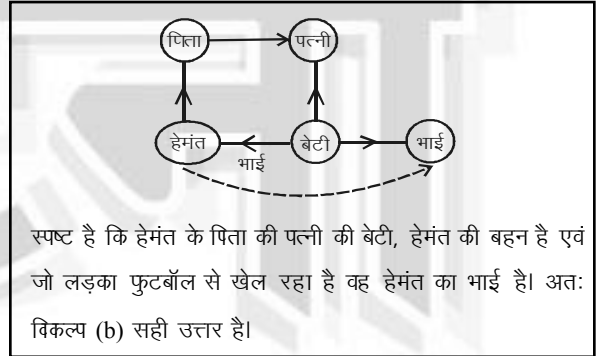 पिता पत्नी
हेमंत बेटी भाई
भाई
स्पष्ट है कि हेमंत के पिता की पत्नी की बेटी, हेमंत की बहन है एवं
जो लड़का फुटबॉल से खेल रहा है वह हेमंत का भाई है। अतः
विकल्प (b) सही उत्तर है।